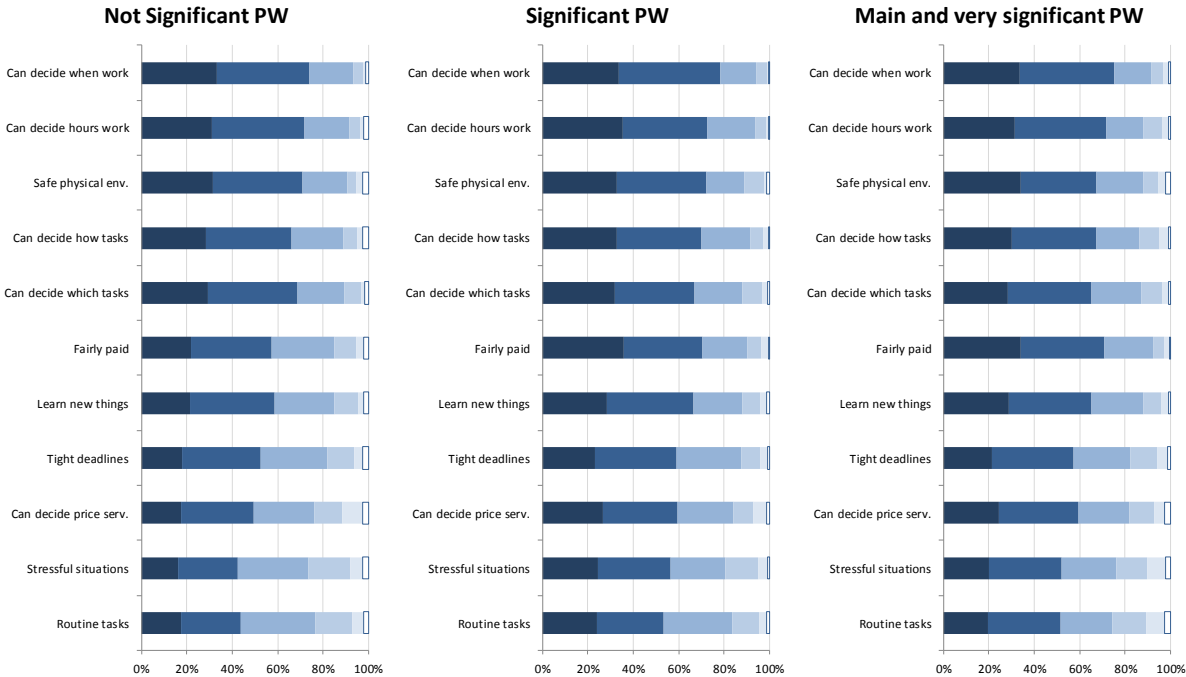 Not Significant PW
Can decide when work
Can decide hours work
Safe physical env.
Can decide how tasks
Can decide which tasks
Fairly paid
Learn new things
Tight deadlines
Can decide price serv.
Stressful situations
Routine tasks
0% 20% 40% 60% 80% 100%
Significant PW
Can decide when work
Can decide hours work
Safe physical env.
Can decide how tasks
Can decide which tasks
Fairly paid
Learn new things
Tight deadlines
Can decide price serv.
Stressful situations
Routine tasks
0% 20% 40% 60% 80% 100%
Main and very significant PW
Can decide when work
Can decide hours work
Safe physical env.
Can decide how tasks
Can decide which tasks
Fairly paid
Learn new things
Tight deadlines
Can decide price serv.
Stressful situations
Routine tasks
0% 20% 40% 60% 80% 100%